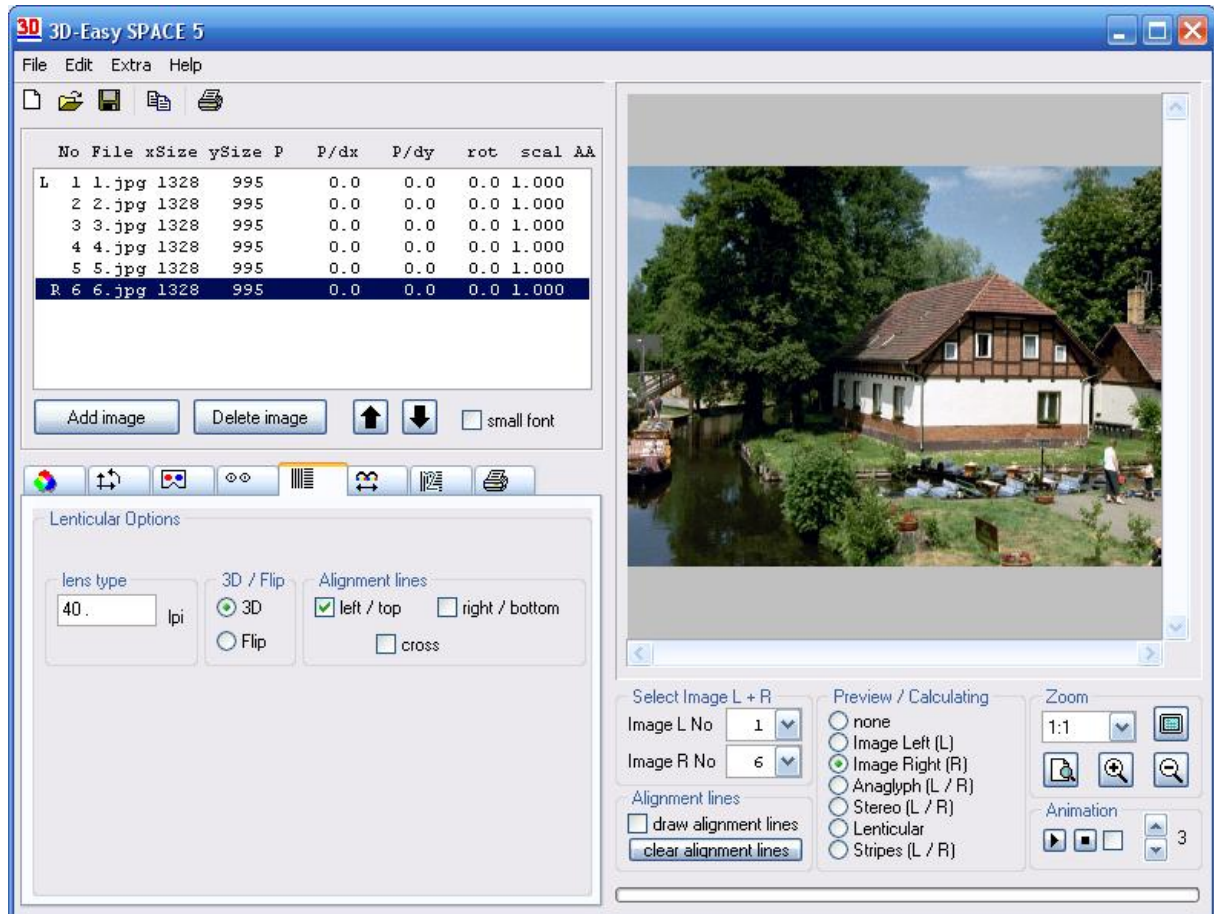 3D 3D-Easy SPACE 5
File Edit Extra Help
No File xSize ySize P P/dx P/dy rot scal AA
L 1 1.jpg 1328 995 0.0 0.0 0.0 1.000
2 2.jpg 1328 995 0.0 0.0 0.0 1.000
3 3.jpg 1328 995 0.0 0.0 0.0 1.000
4 4.jpg 1328 995 0.0 0.0 0.0 1.000
5 5.jpg 1328 995 0.0 0.0 0.0 1.000
R 6 6.jpg 1328 995 0.0 0.0 0.0 1.000
Add image Delete image small font
Lenticular Options
lens type
40. lpi
3D / Flip
3D
Flip
Alignment lines
left / top right / bottom
cross
Select Image L + R
Image L No 1
Image R No 6
Alignment lines
draw alignment lines
clear alignment lines
Preview / Calculating
none
Image Left (L)
Image Right (R)
Anaglyph (L / R)
Stereo (L / R)
Lenticular
Stripes (L / R)
Zoom
1:1
Animation
3